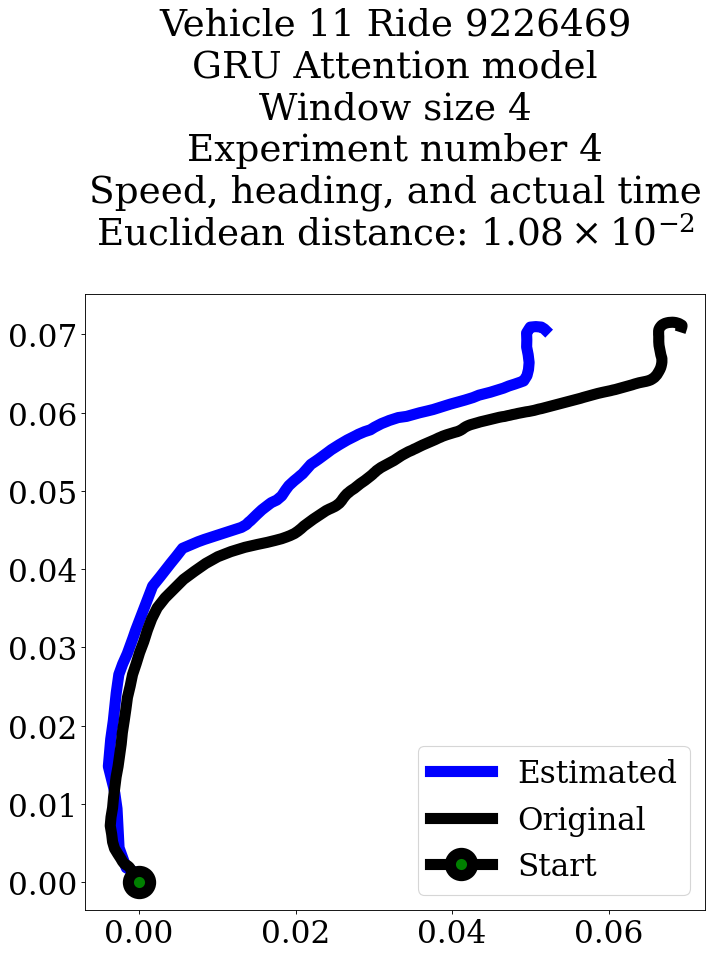 Vehicle 11 Ride 9226469
GRU Attention model
Window size 4
Experiment number 4
Speed, heading, and actual time
Euclidean distance: 1.08 × 10⁻²
0.07
0.06
0.05
0.04
0.03
0.02
0.01
0.00
Estimated
Original
Start
0.00 0.02 0.04 0.06